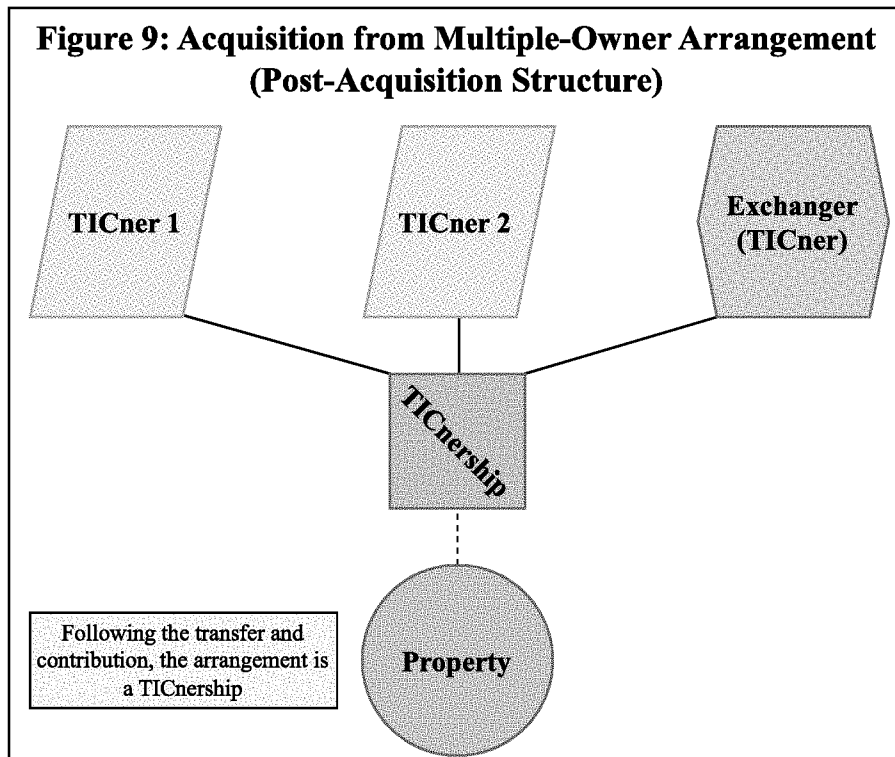 Figure 9: Acquisition from Multiple-Owner Arrangement
(Post-Acquisition Structure)
TICner 1
TICner 2
Exchanger
(TICner)
TICnership
Property
Following the transfer and
contribution, the arrangement is
a TICnership